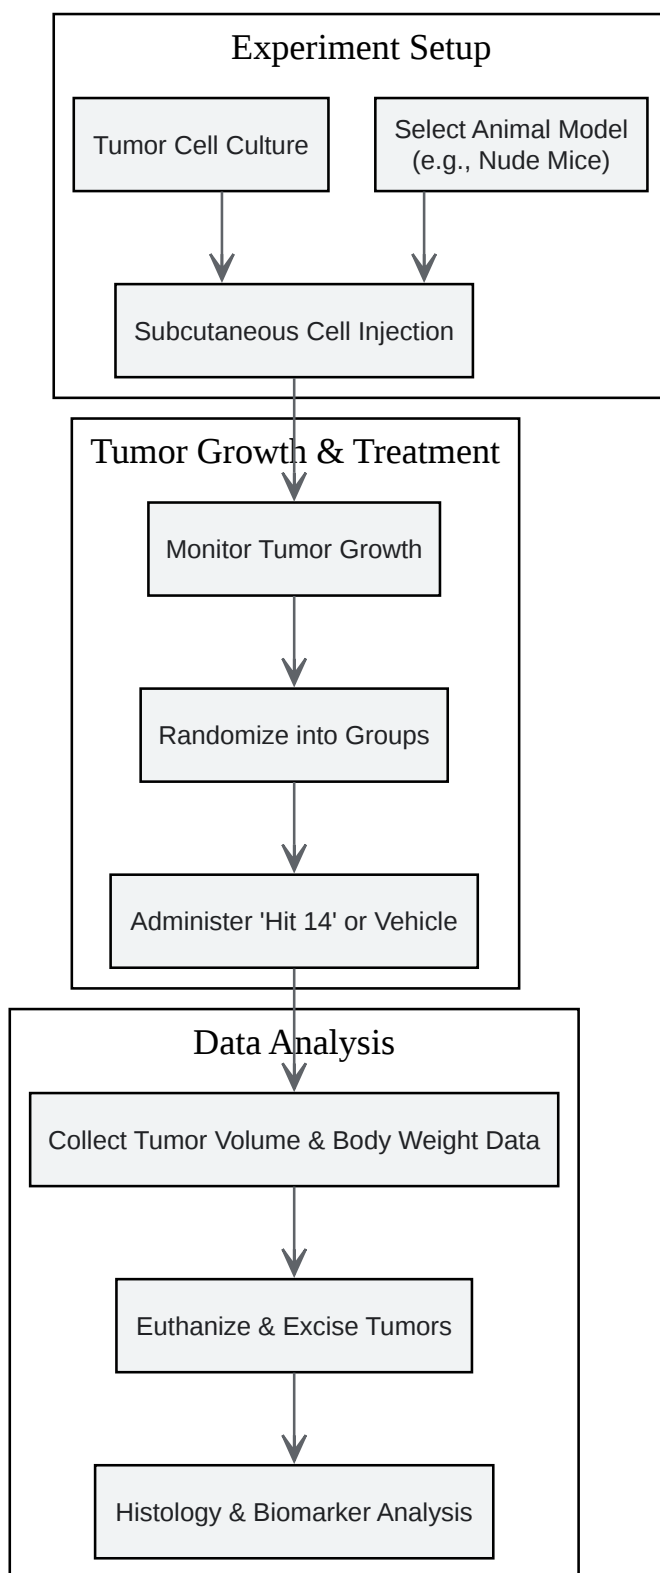 Experiment Setup
Tumor Cell Culture
Select Animal Model
(e.g., Nude Mice)
Subcutaneous Cell Injection
Tumor Growth & Treatment
Monitor Tumor Growth
Randomize into Groups
Administer 'Hit 14' or Vehicle
Data Analysis
Collect Tumor Volume & Body Weight Data
Euthanize & Excise Tumors
Histology & Biomarker Analysis